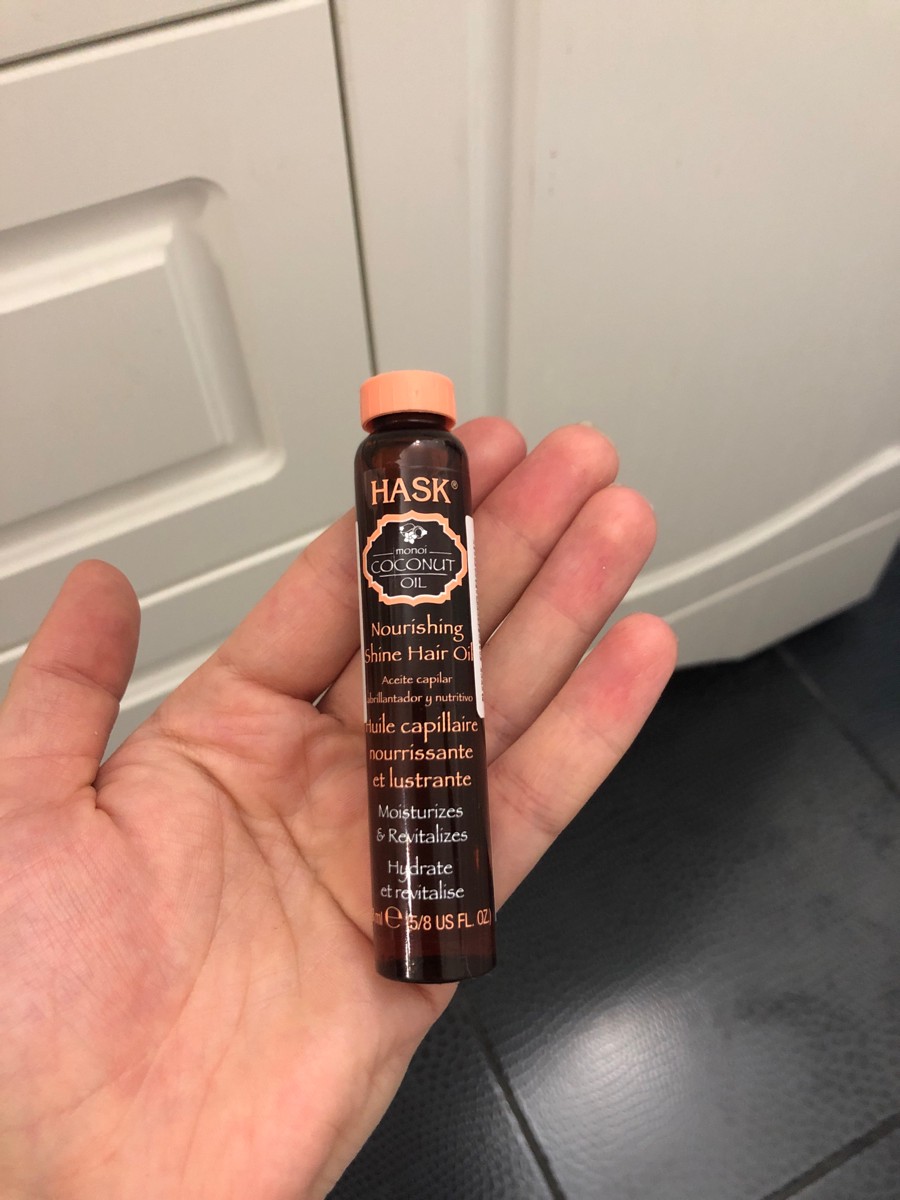 HASK®
monoi
COCONUT
OIL
Nourishing
Shine Hair Oil
Aceite capilar
abrillantador y nutritivo
Huile capillaire
nourrissante
et lustrante
Moisturizes
& Revitalizes
Hydrate
et revitalise
ml ℮ (5/8 US FL. OZ.)